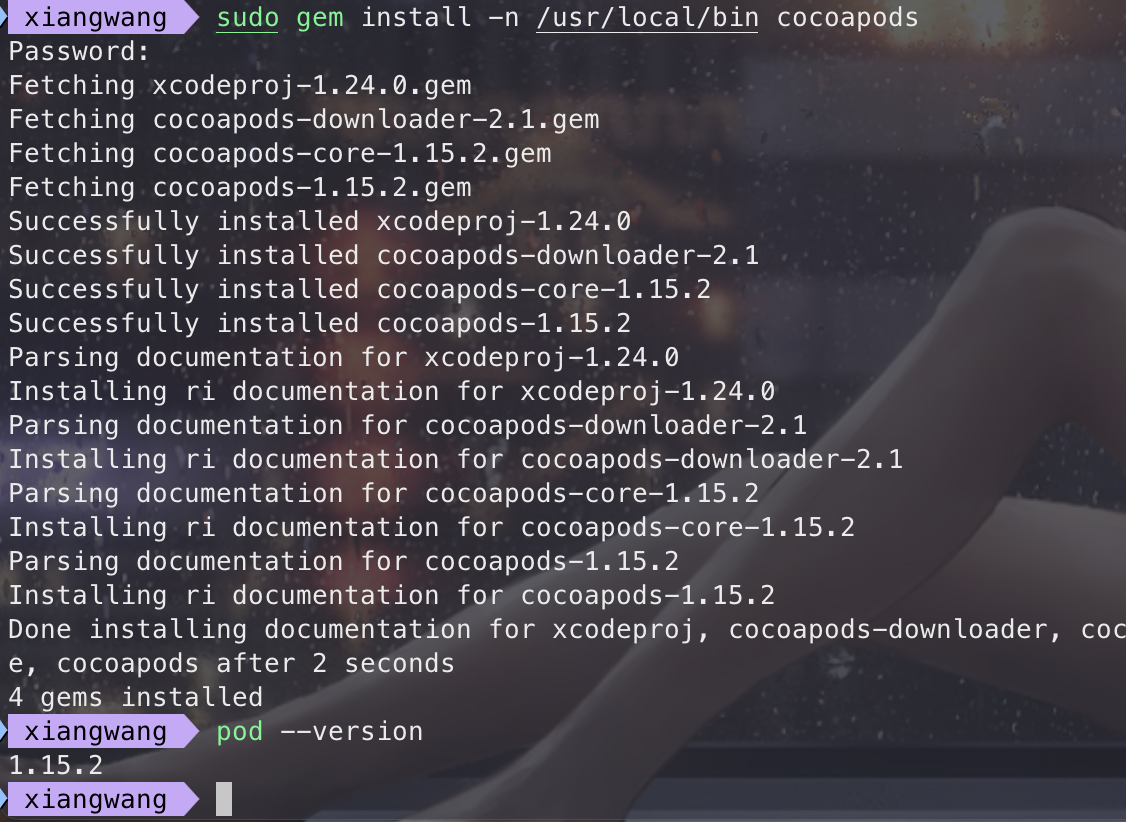 xiangwang sudo gem install -n /usr/local/bin cocoapods
Password:
Fetching xcodeproj-1.24.0.gem
Fetching cocoapods-downloader-2.1.gem
Fetching cocoapods-core-1.15.2.gem
Fetching cocoapods-1.15.2.gem
Successfully installed xcodeproj-1.24.0
Successfully installed cocoapods-downloader-2.1
Successfully installed cocoapods-core-1.15.2
Successfully installed cocoapods-1.15.2
Parsing documentation for xcodeproj-1.24.0
Installing ri documentation for xcodeproj-1.24.0
Parsing documentation for cocoapods-downloader-2.1
Installing ri documentation for cocoapods-downloader-2.1
Parsing documentation for cocoapods-core-1.15.2
Installing ri documentation for cocoapods-core-1.15.2
Parsing documentation for cocoapods-1.15.2
Installing ri documentation for cocoapods-1.15.2
Done installing documentation for xcodeproj, cocoapods-downloader, coc
e, cocoapods after 2 seconds
4 gems installed
xiangwang pod --version
1.15.2
xiangwang